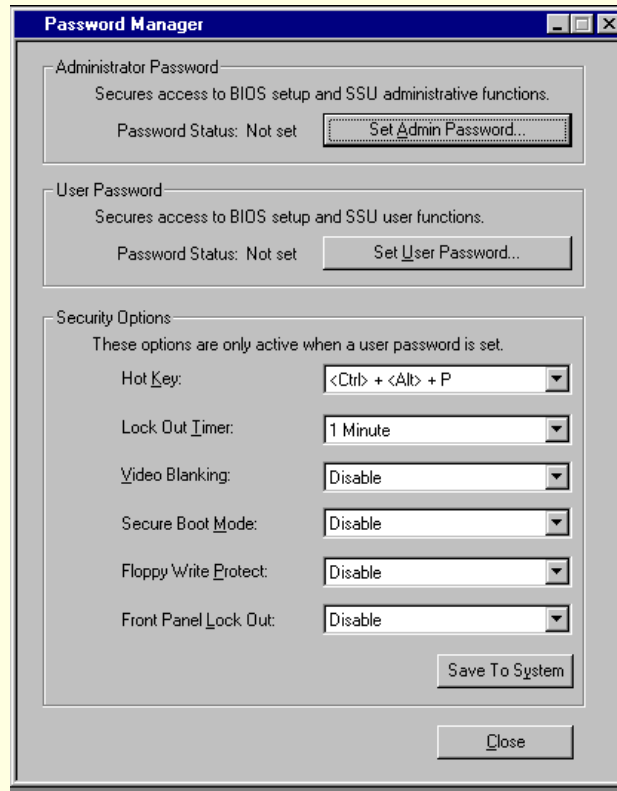 Password Manager
Administrator Password
Secures access to BIOS setup and SSU administrative functions.
Password Status: Not set
Set Admin Password...
User Password
Secures access to BIOS setup and SSU user functions.
Password Status: Not set
Set User Password...
Security Options
These options are only active when a user password is set.
Hot Key: <Ctrl> + <Alt> + P
Lock Out Timer: 1 Minute
Video Blanking: Disable
Secure Boot Mode: Disable
Floppy Write Protect: Disable
Front Panel Lock Out: Disable
Save To System
Close